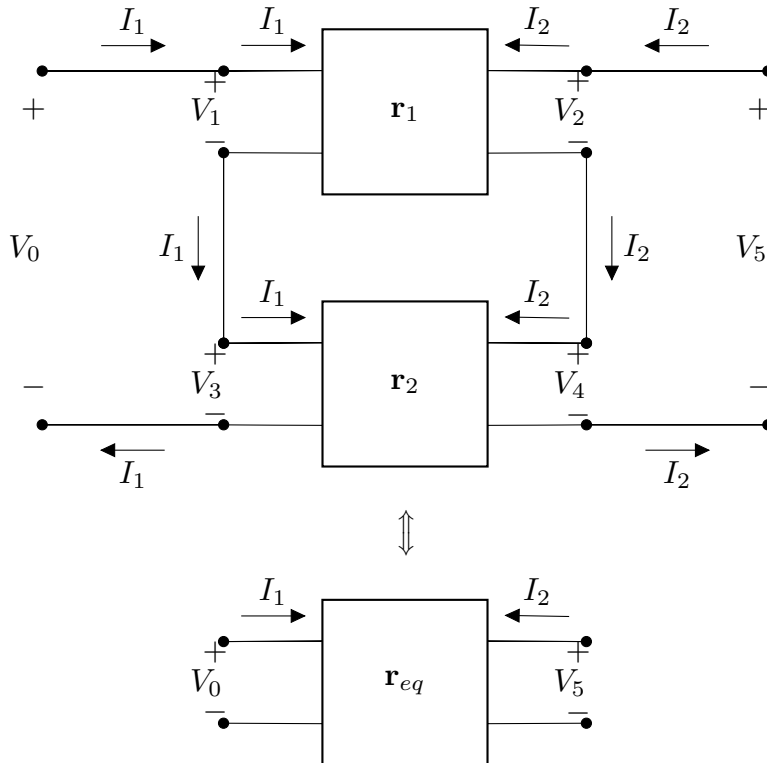 I₁ I₁ I₂ I₂
+ + + +
V₁ r₁ V₂
− −
V₀ I₁ I₂ V₅
I₁ I₂
+ +
− V₃ r₂ V₄ −
− −
I₁ I₂
⇕
I₁ I₂
+ +
V₀ r_eq V₅
− −